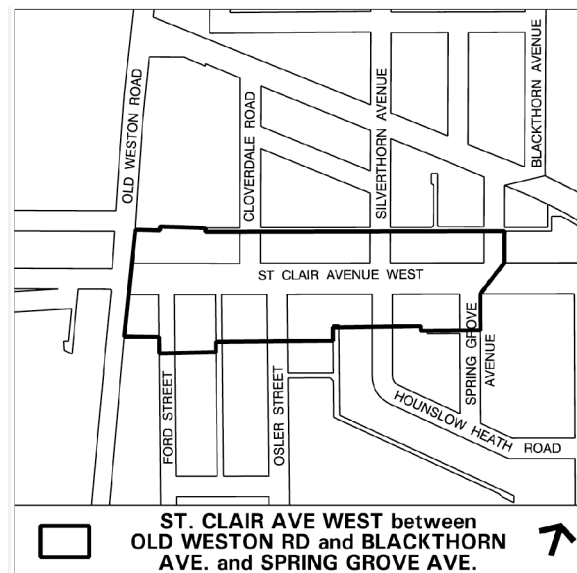 OLD WESTON ROAD
CLOVERDALE ROAD
SILVERTHORN AVENUE
BLACKTHORN AVENUE
ST CLAIR AVENUE WEST
FORD STREET
OSLER STREET
SPRING GROVE
AVENUE
HOUNSLOW HEATH ROAD
ST. CLAIR AVE WEST between
OLD WESTON RD and BLACKTHORN
AVE. and SPRING GROVE AVE.